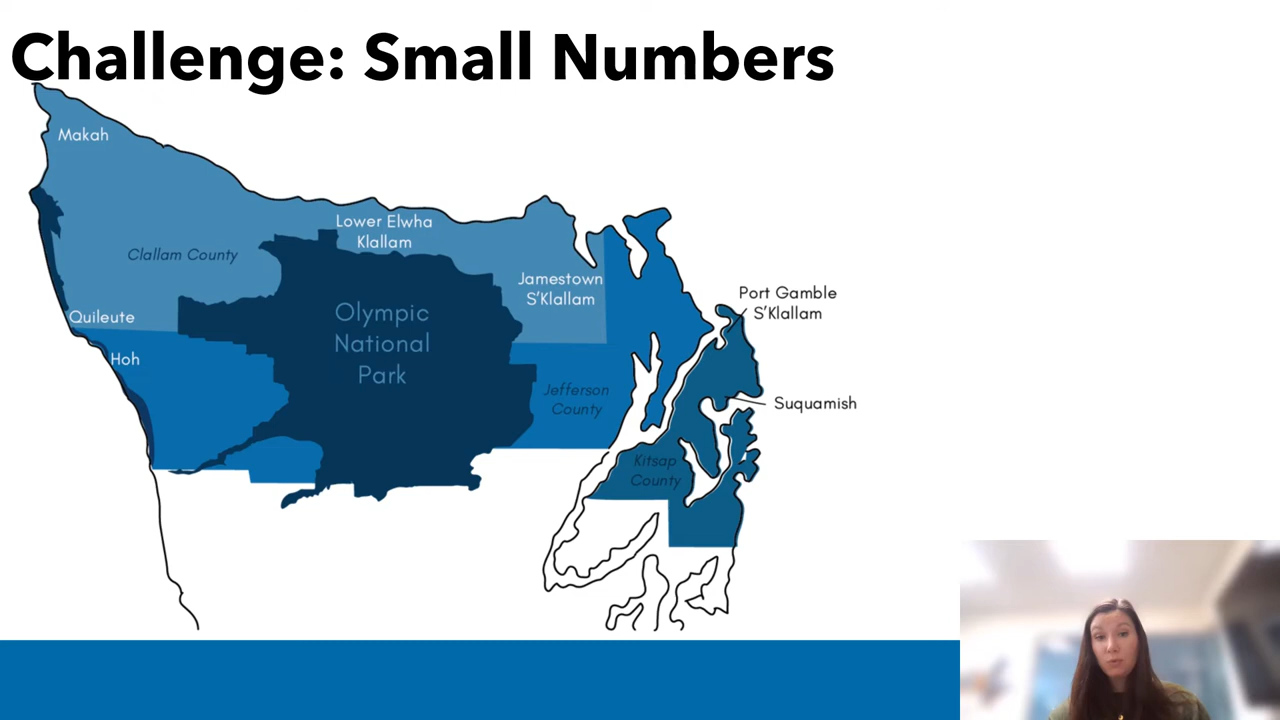 Challenge: Small Numbers
Makah
Lower Elwha
Klallam
Clallam County
Jamestown
S'Klallam
Port Gamble
S'Klallam
Quileute
Olympic
National
Park
Hoh
Jefferson
County
Suquamish
Kitsap
County